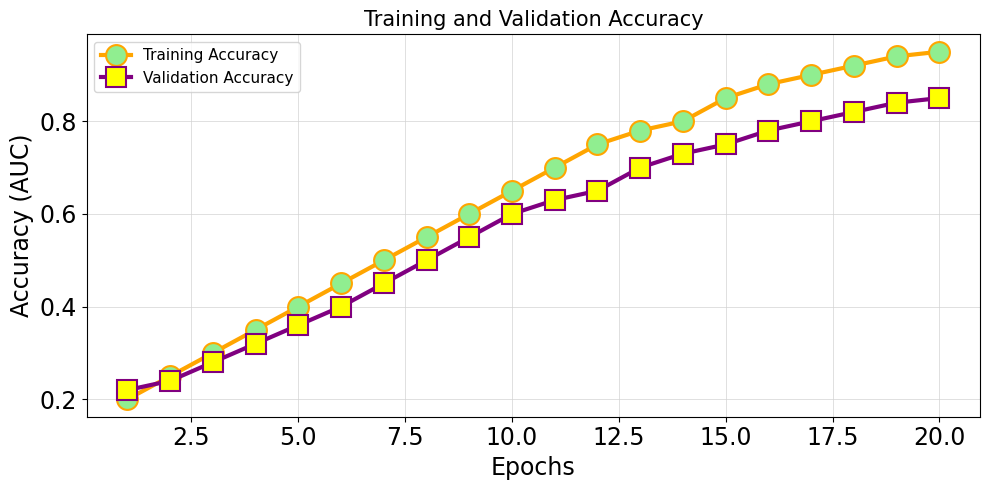 Training and Validation Accuracy
Training Accuracy
Validation Accuracy
Accuracy (AUC)
0.8
0.6
0.4
0.2
2.5 5.0 7.5 10.0 12.5 15.0 17.5 20.0
Epochs